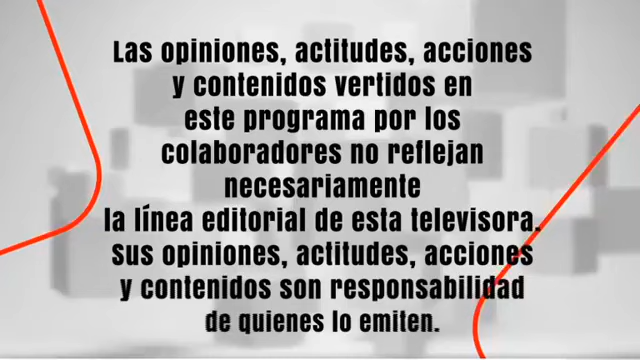 Las opiniones, actitudes, acciones
y contenidos vertidos en
este programa por los
colaboradores no reflejan
necesariamente
la línea editorial de esta televisora.
Sus opiniones, actitudes, acciones
y contenidos son responsabilidad
de quienes lo emiten.